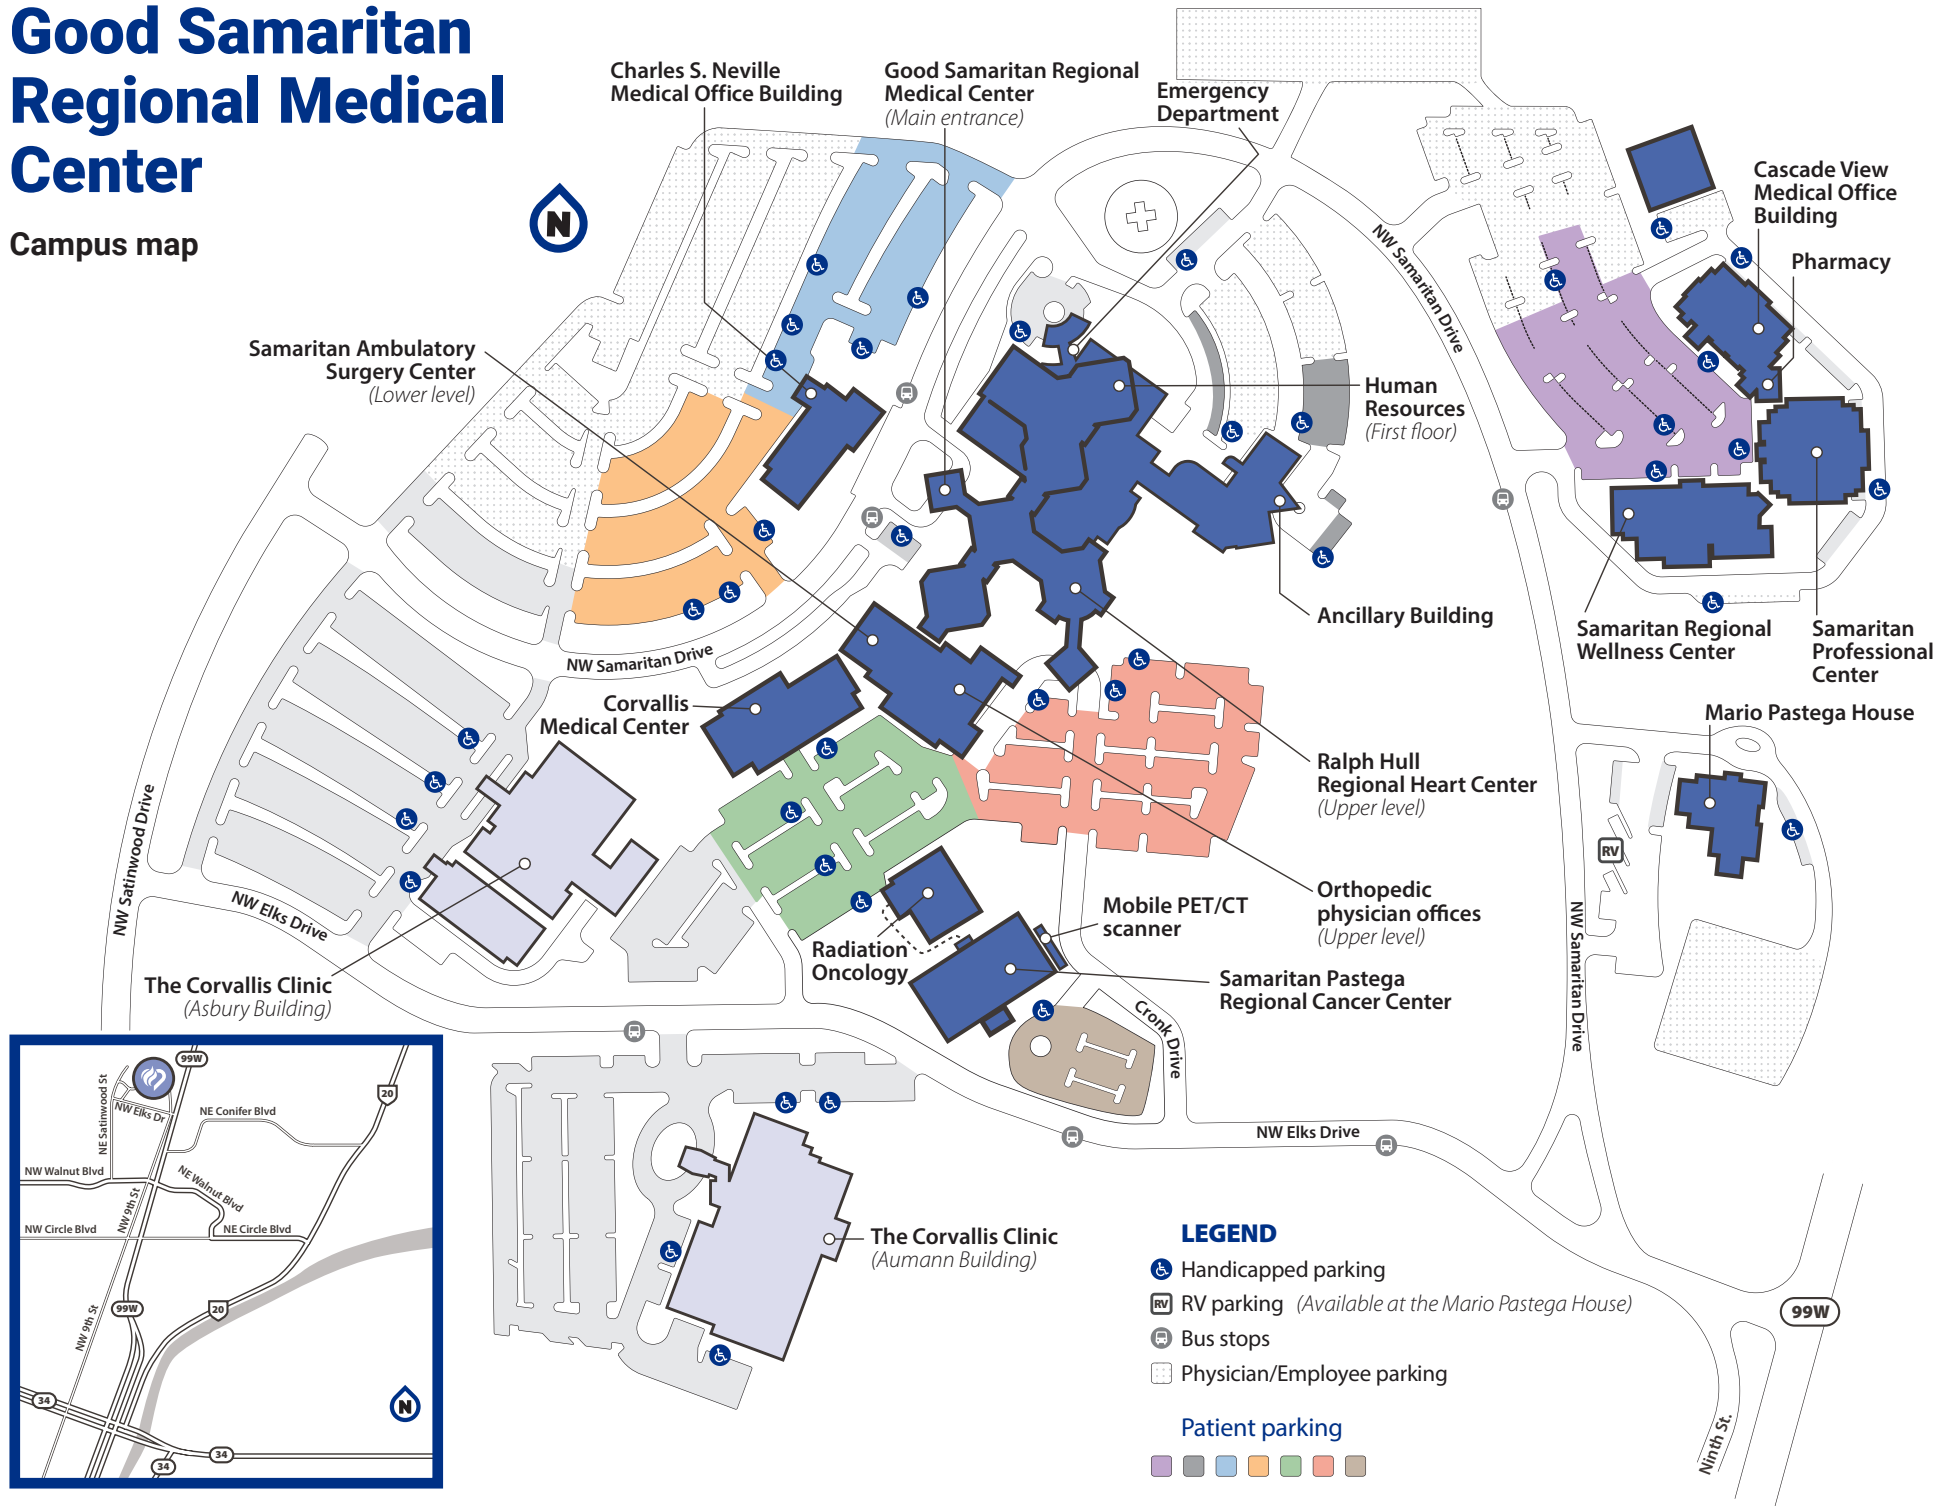 Good Samaritan
Regional Medical
Center
Campus map
N
Charles S. Neville
Medical Office Building
Good Samaritan Regional
Medical Center
(Main entrance)
Emergency
Department
Cascade View
Medical Office
Building
Pharmacy
NW Samaritan Drive
Samaritan Ambulatory
Surgery Center
(Lower level)
Human
Resources
(First floor)
Ancillary Building
Samaritan Regional
Wellness Center
Samaritan
Professional
Center
NW Samaritan Drive
Corvallis
Medical Center
Mario Pastega House
Ralph Hull
Regional Heart Center
(Upper level)
NW Satinwood Drive
RV
NW Elks Drive
Orthopedic
physician offices
(Upper level)
Mobile PET/CT
scanner
Radiation
Oncology
NW Samaritan Drive
The Corvallis Clinic
(Asbury Building)
Samaritan Pastega
Regional Cancer Center
Cronk Drive
NW Elks Drive
The Corvallis Clinic
(Aumann Building)
99W
Ninth St.
99W
20
NE Satinwood St
NW Elks Dr
NE Conifer Blvd
NW Walnut Blvd
NE Walnut Blvd
NW 9th St
NW Circle Blvd
NE Circle Blvd
99W
20
NW 9th St
34
N
34
34
LEGEND
Handicapped parking
RV
RV parking (Available at the Mario Pastega House)
Bus stops
Physician/Employee parking
Patient parking